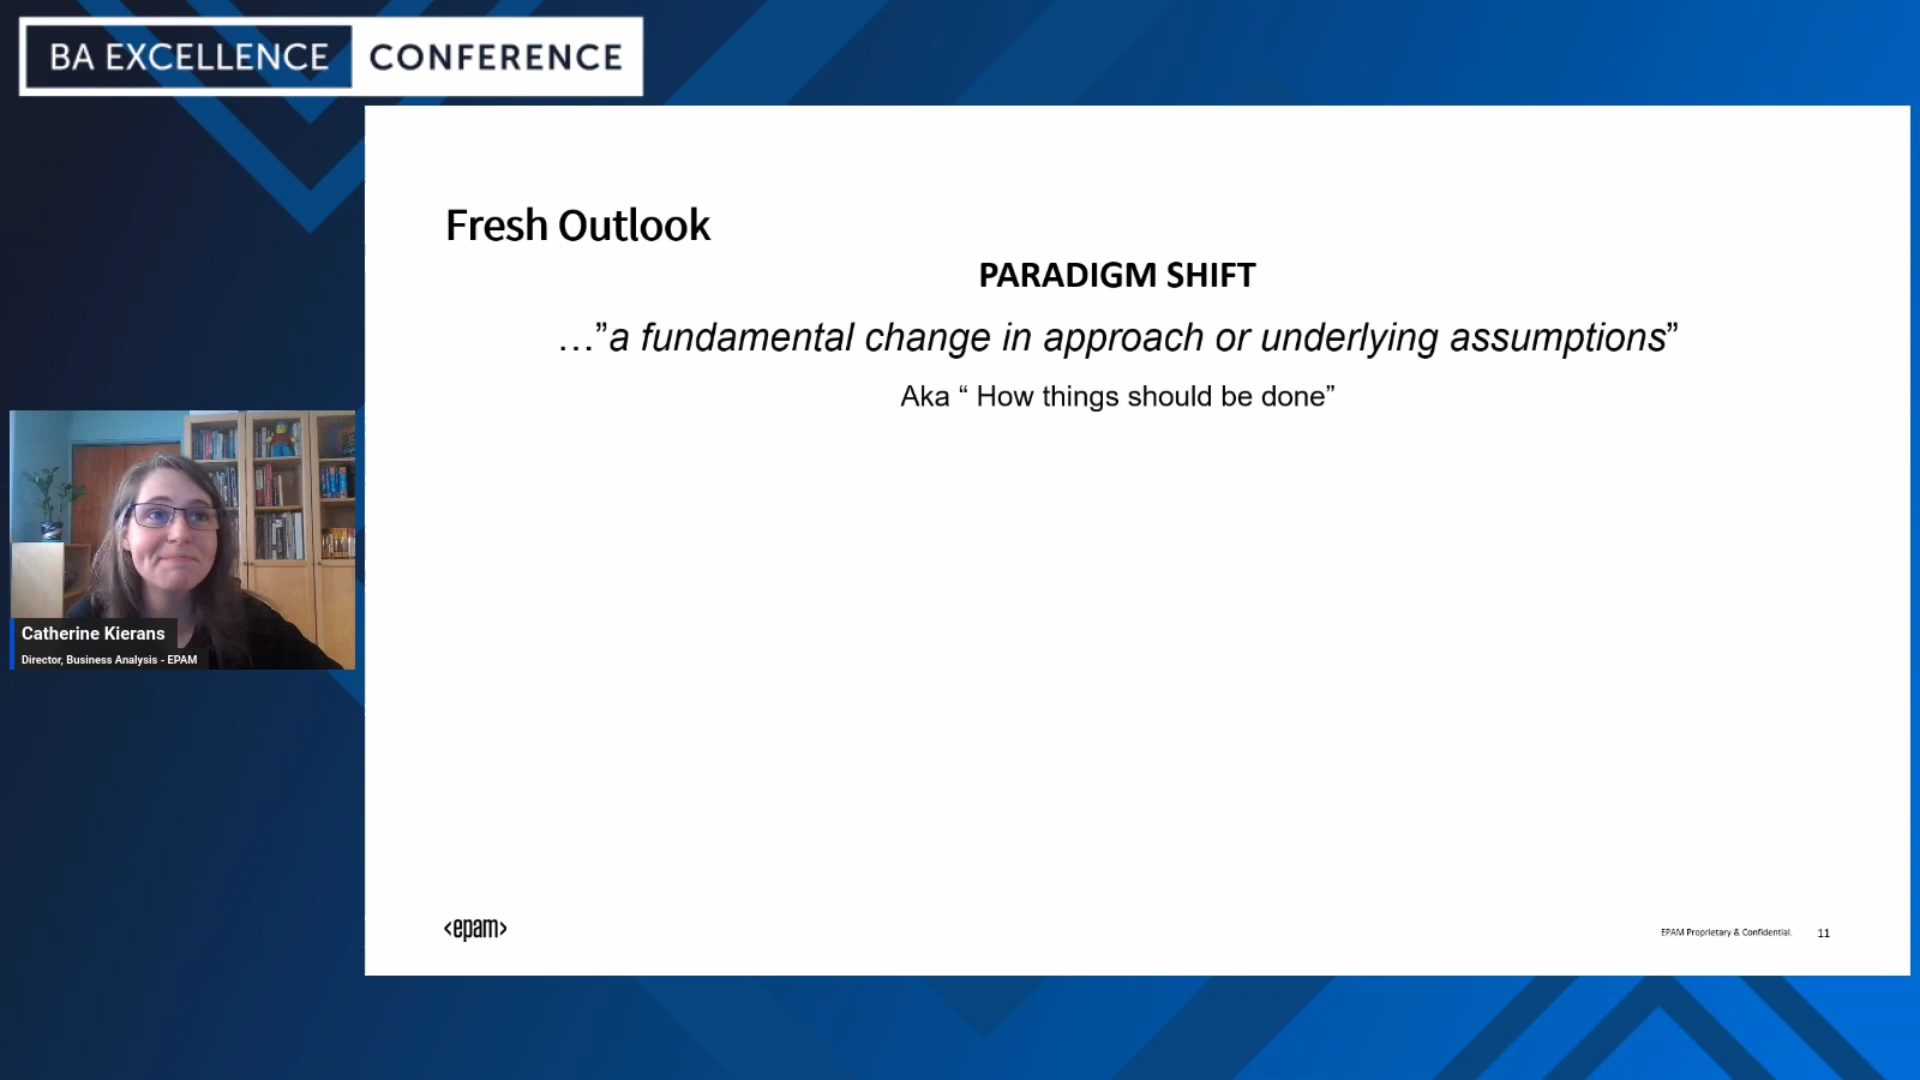 BA EXCELLENCE CONFERENCE
Fresh Outlook
PARADIGM SHIFT
…”a fundamental change in approach or underlying assumptions”
Aka “ How things should be done”
Catherine Kierans
Director, Business Analysis - EPAM
<epam>
EPAM Proprietary & Confidential. 11